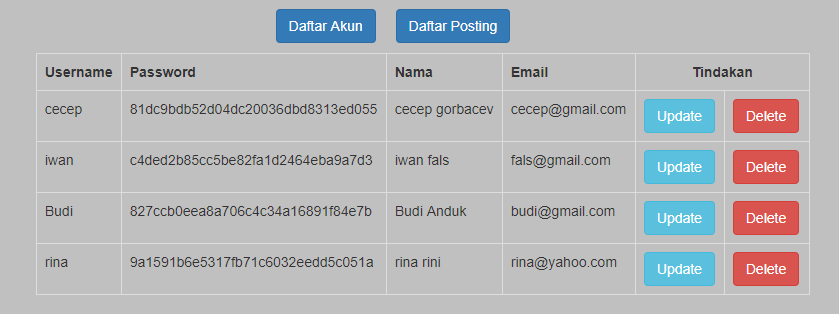 Daftar Akun Daftar Posting
Username Password Nama Email Tindakan
cecep 81dc9bdb52d04dc20036dbd8313ed055 cecep gorbacev cecep@gmail.com Update Delete
iwan c4ded2b85cc5be82fa1d2464eba9a7d3 iwan fals fals@gmail.com Update Delete
Budi 827ccb0eea8a706c4c34a16891f84e7b Budi Anduk budi@gmail.com Update Delete
rina 9a1591b6e5317fb71c6032eedd5c051a rina rini rina@yahoo.com Update Delete